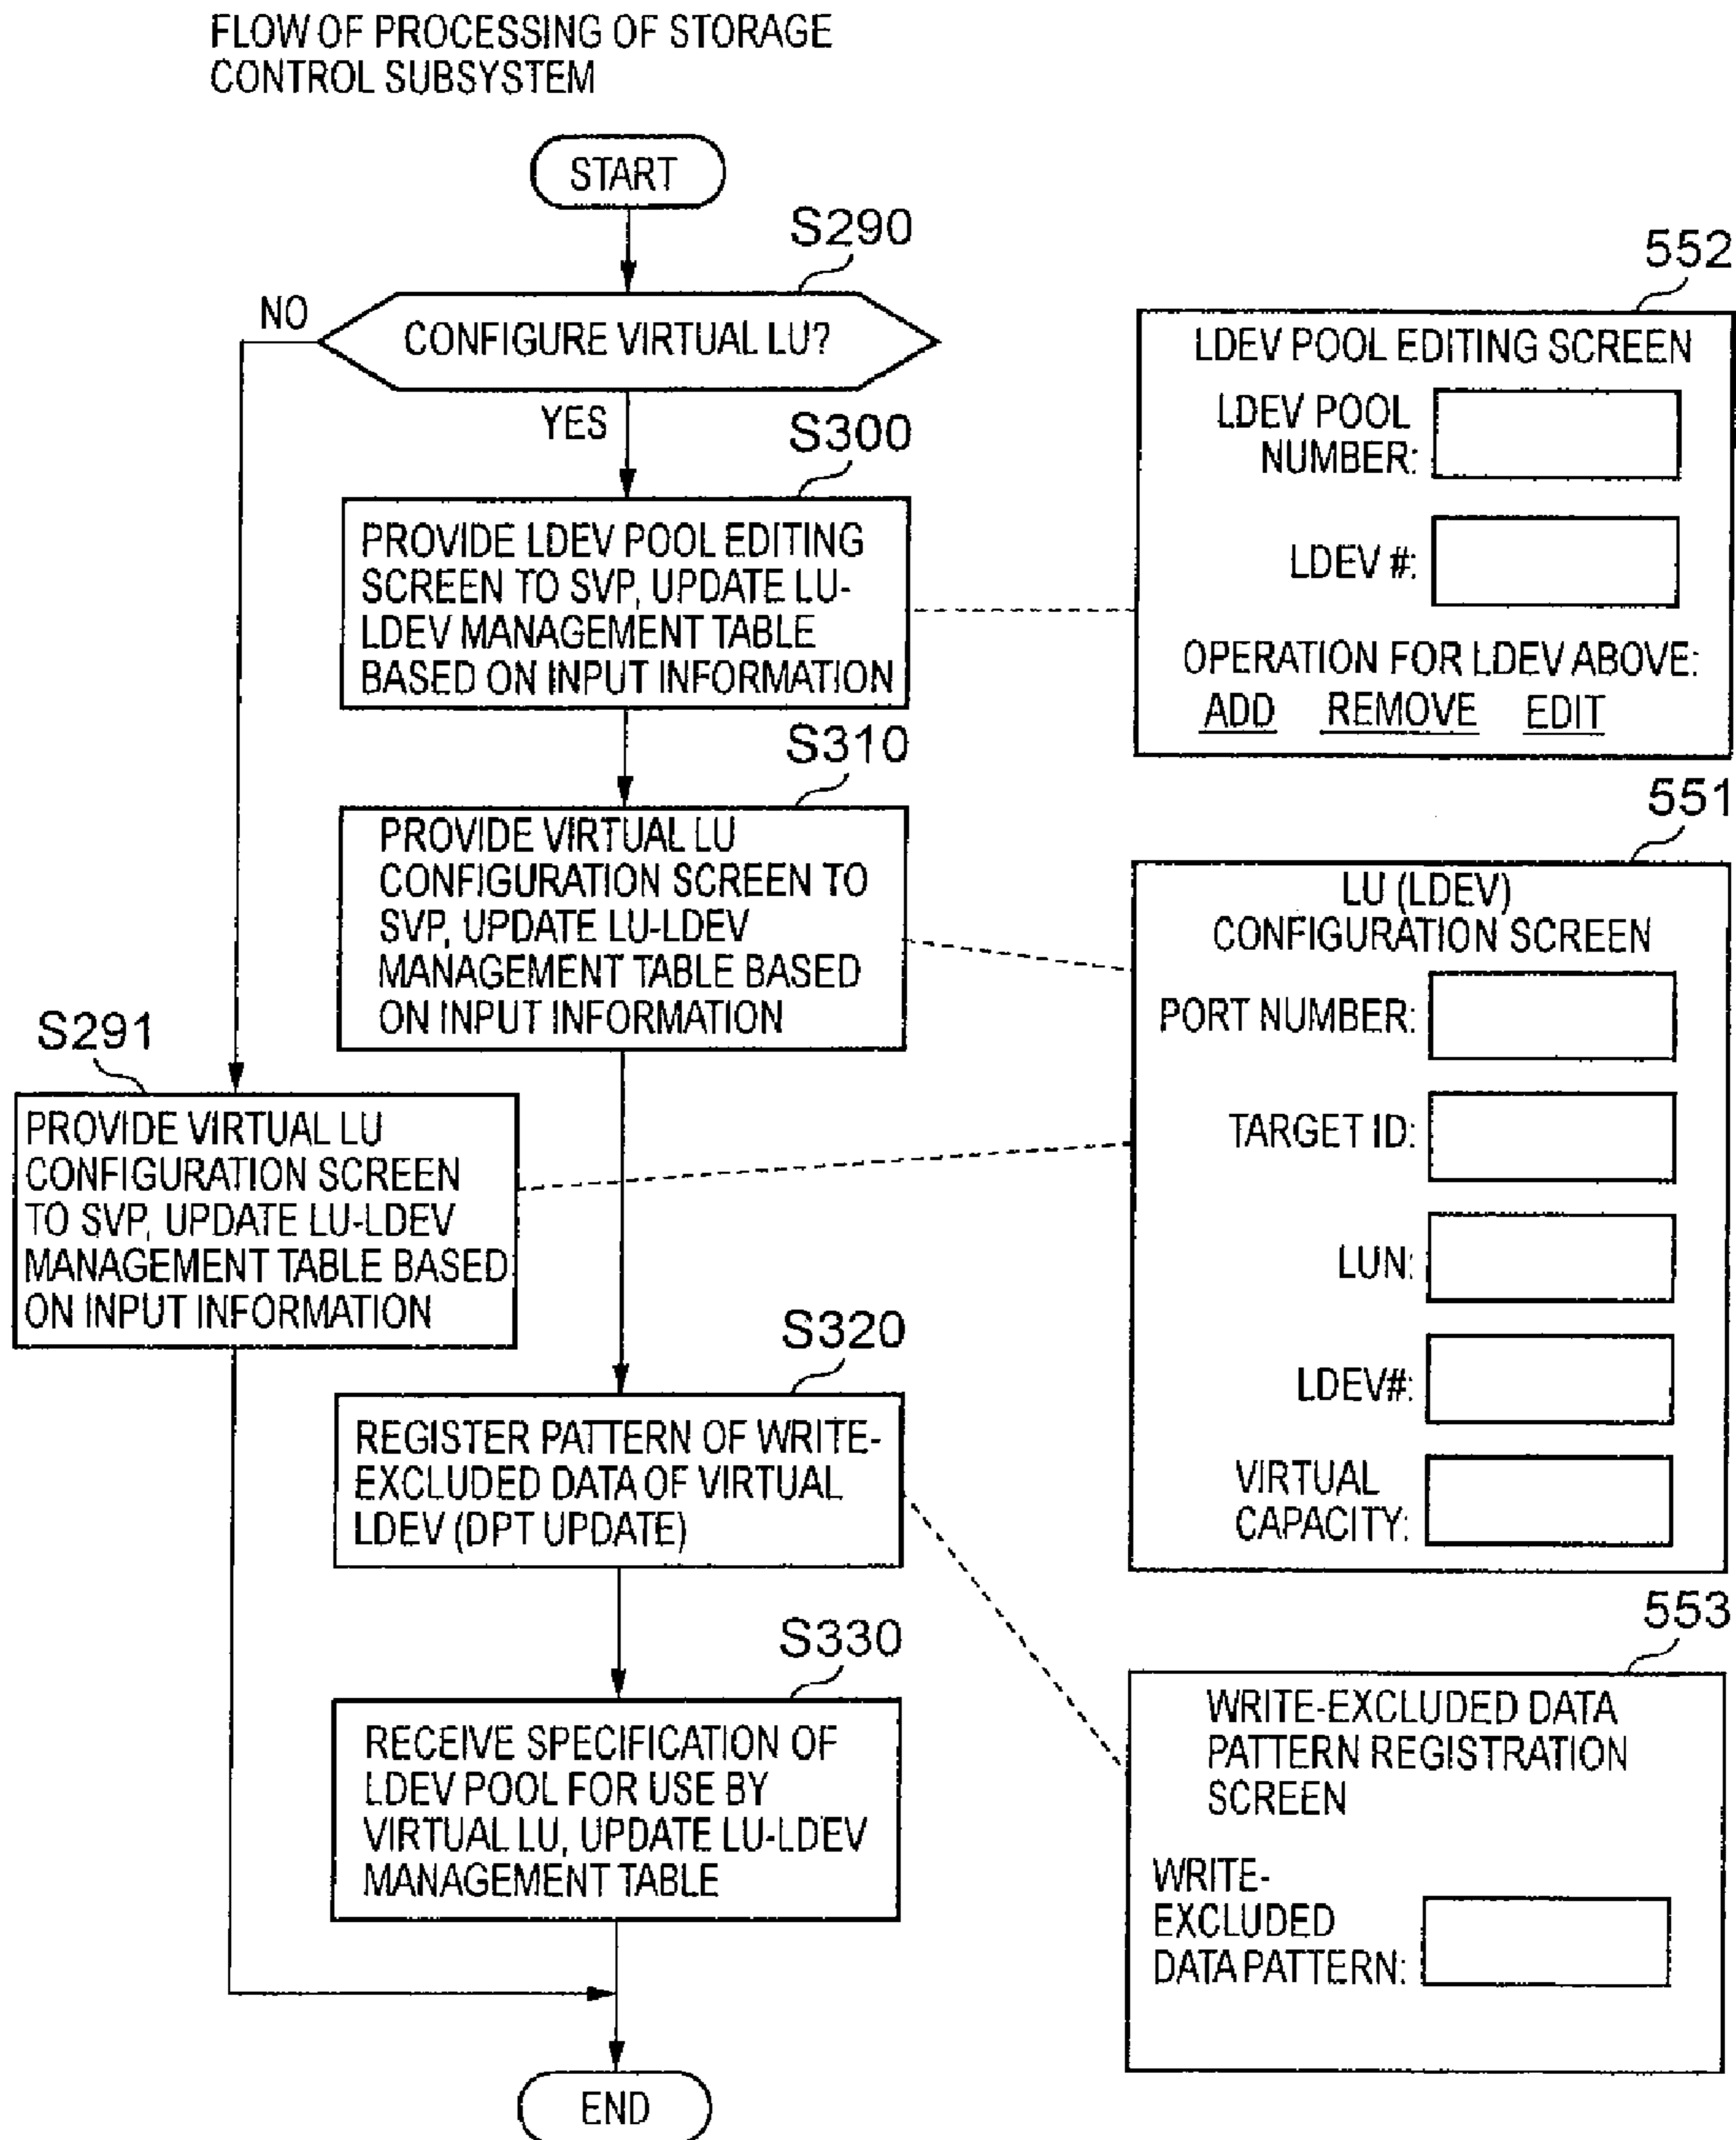 FLOW OF PROCESSING OF STORAGE
CONTROL SUBSYSTEM
START
S290
NO
CONFIGURE VIRTUAL LU?
YES
S300
PROVIDE LDEV POOL EDITING
SCREEN TO SVP, UPDATE LU-
LDEV MANAGEMENT TABLE
BASED ON INPUT INFORMATION
S310
PROVIDE VIRTUAL LU
CONFIGURATION SCREEN TO
SVP, UPDATE LU-LDEV
MANAGEMENT TABLE BASED
ON INPUT INFORMATION
S291
PROVIDE VIRTUAL LU
CONFIGURATION SCREEN
TO SVP, UPDATE LU-LDEV
MANAGEMENT TABLE BASED
ON INPUT INFORMATION
S320
REGISTER PATTERN OF WRITE-
EXCLUDED DATA OF VIRTUAL
LDEV (DPT UPDATE)
S330
RECEIVE SPECIFICATION OF
LDEV POOL FOR USE BY
VIRTUAL LU, UPDATE LU-LDEV
MANAGEMENT TABLE
END
552
LDEV POOL EDITING SCREEN
LDEV POOL
NUMBER:
LDEV #:
OPERATION FOR LDEV ABOVE:
ADD REMOVE EDIT
551
LU (LDEV)
CONFIGURATION SCREEN
PORT NUMBER:
TARGET ID:
LUN:
LDEV#:
VIRTUAL
CAPACITY:
553
WRITE-EXCLUDED DATA
PATTERN REGISTRATION
SCREEN
WRITE-
EXCLUDED
DATA PATTERN: